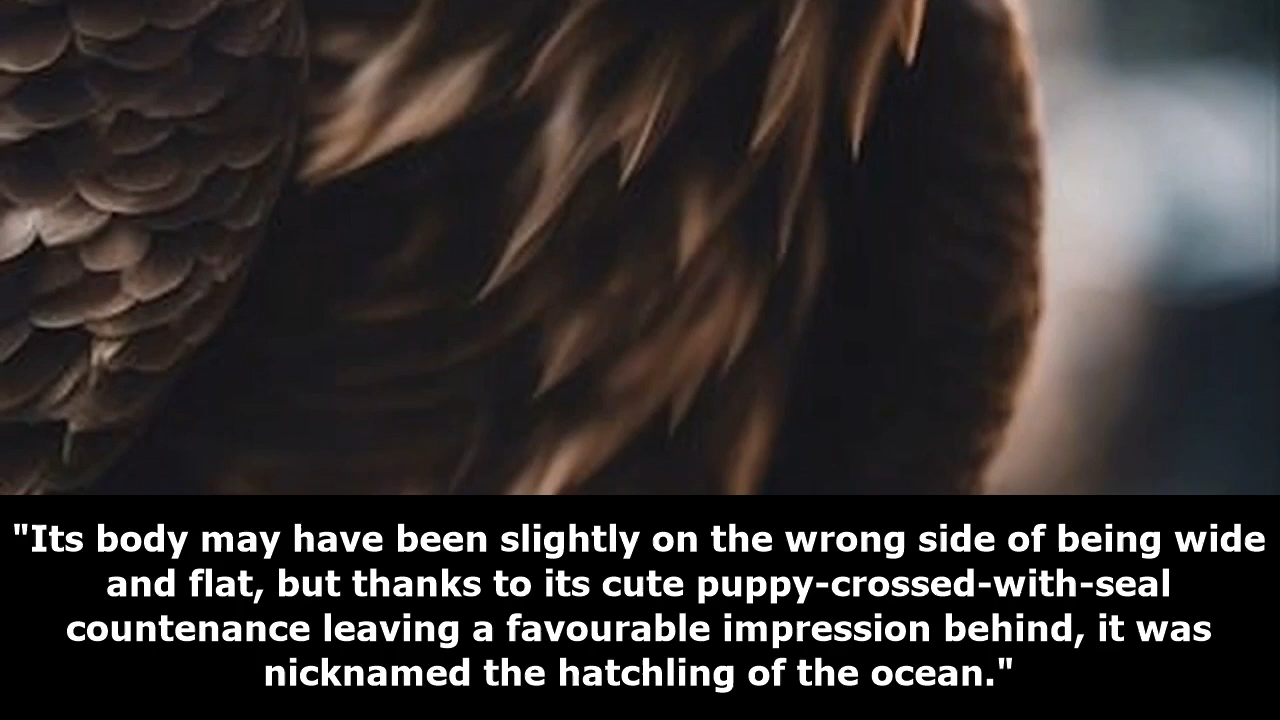 "Its body may have been slightly on the wrong side of being wide
and flat, but thanks to its cute puppy-crossed-with-seal
countenance leaving a favourable impression behind, it was
nicknamed the hatchling of the ocean."